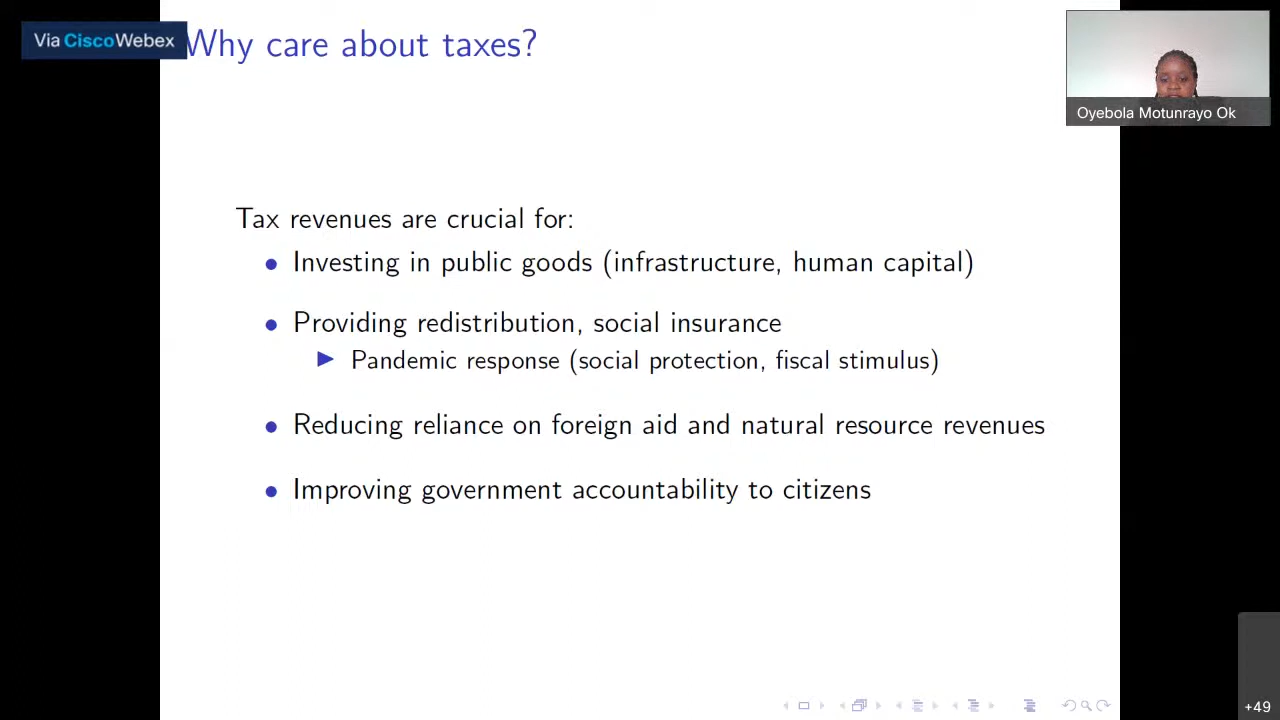 Via CiscoWebex
Why care about taxes?
Oyebola Motunrayo Ok
Tax revenues are crucial for:
• Investing in public goods (infrastructure, human capital)
• Providing redistribution, social insurance
▶ Pandemic response (social protection, fiscal stimulus)
• Reducing reliance on foreign aid and natural resource revenues
• Improving government accountability to citizens
+49